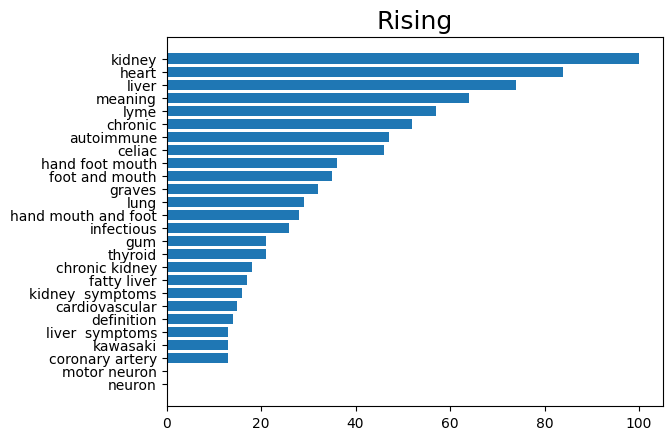 Rising
kidney
heart
liver
meaning
lyme
chronic
autoimmune
celiac
hand foot mouth
foot and mouth
graves
lung
hand mouth and foot
infectious
gum
thyroid
chronic kidney
fatty liver
kidney  symptoms
cardiovascular
definition
liver  symptoms
kawasaki
coronary artery
motor neuron
neuron
0 20 40 60 80 100